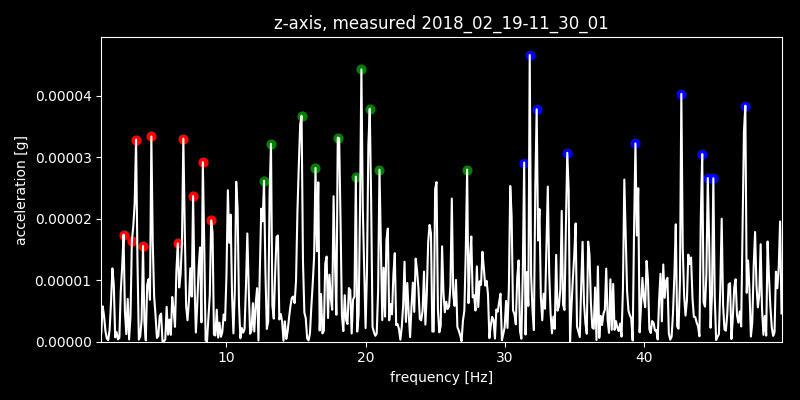 z-axis, measured 2018_02_19-11_30_01
acceleration [g]
0.00004
0.00003
0.00002
0.00001
0.00000
10 20 30 40
frequency [Hz]